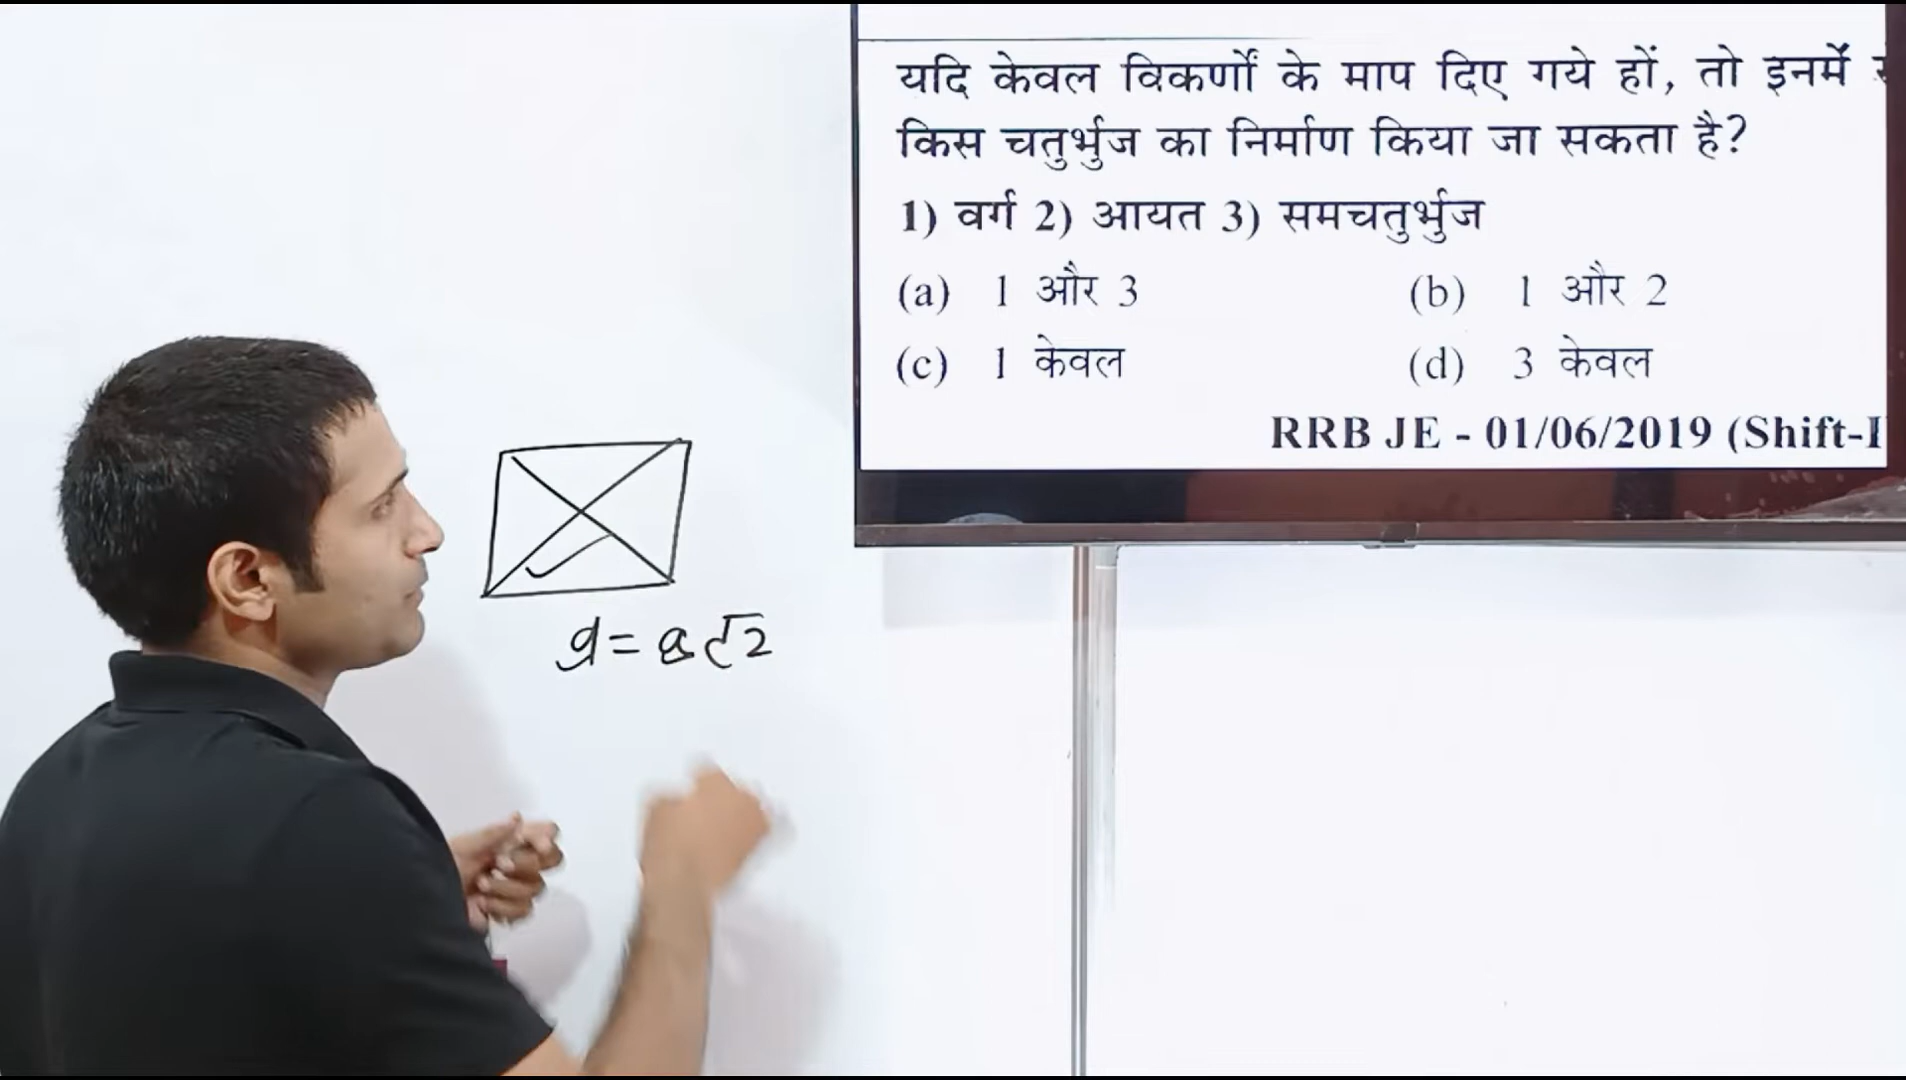 यदि केवल विकर्णों के माप दिए गये हों, तो इनमें
किस चतुर्भुज का निर्माण किया जा सकता है?
1) वर्ग 2) आयत 3) समचतुर्भुज
(a) 1 और 3 (b) 1 और 2
(c) 1 केवल (d) 3 केवल
RRB JE - 01/06/2019 (Shift-I
d = a√2